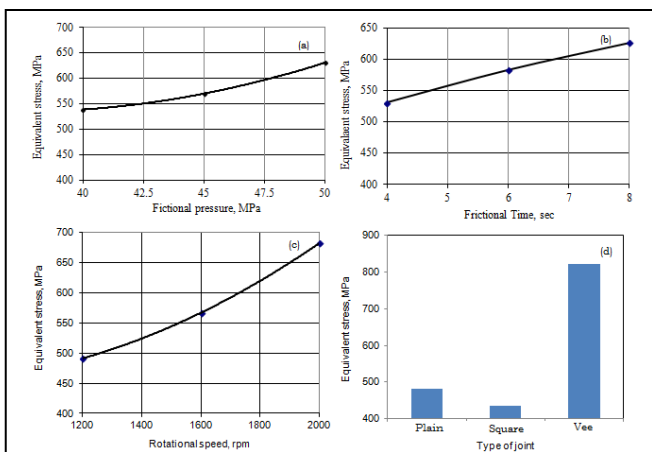 (a)
Equivalent stress, MPa
700
650
600
550
500
450
400
40
42.5
45
47.5
50
Fictional pressure, MPa
(b)
Equivalaent stress, MPa
650
600
550
500
450
400
4
5
6
7
8
Frictional Time, sec
(c)
Equivalent stress, MPa
700
650
600
550
500
450
400
1200
1400
1600
1800
2000
Rotational speed, rpm
(d)
Equivalent stress, MPa
900
800
700
600
500
400
Plain
Square
Vee
Type of joint